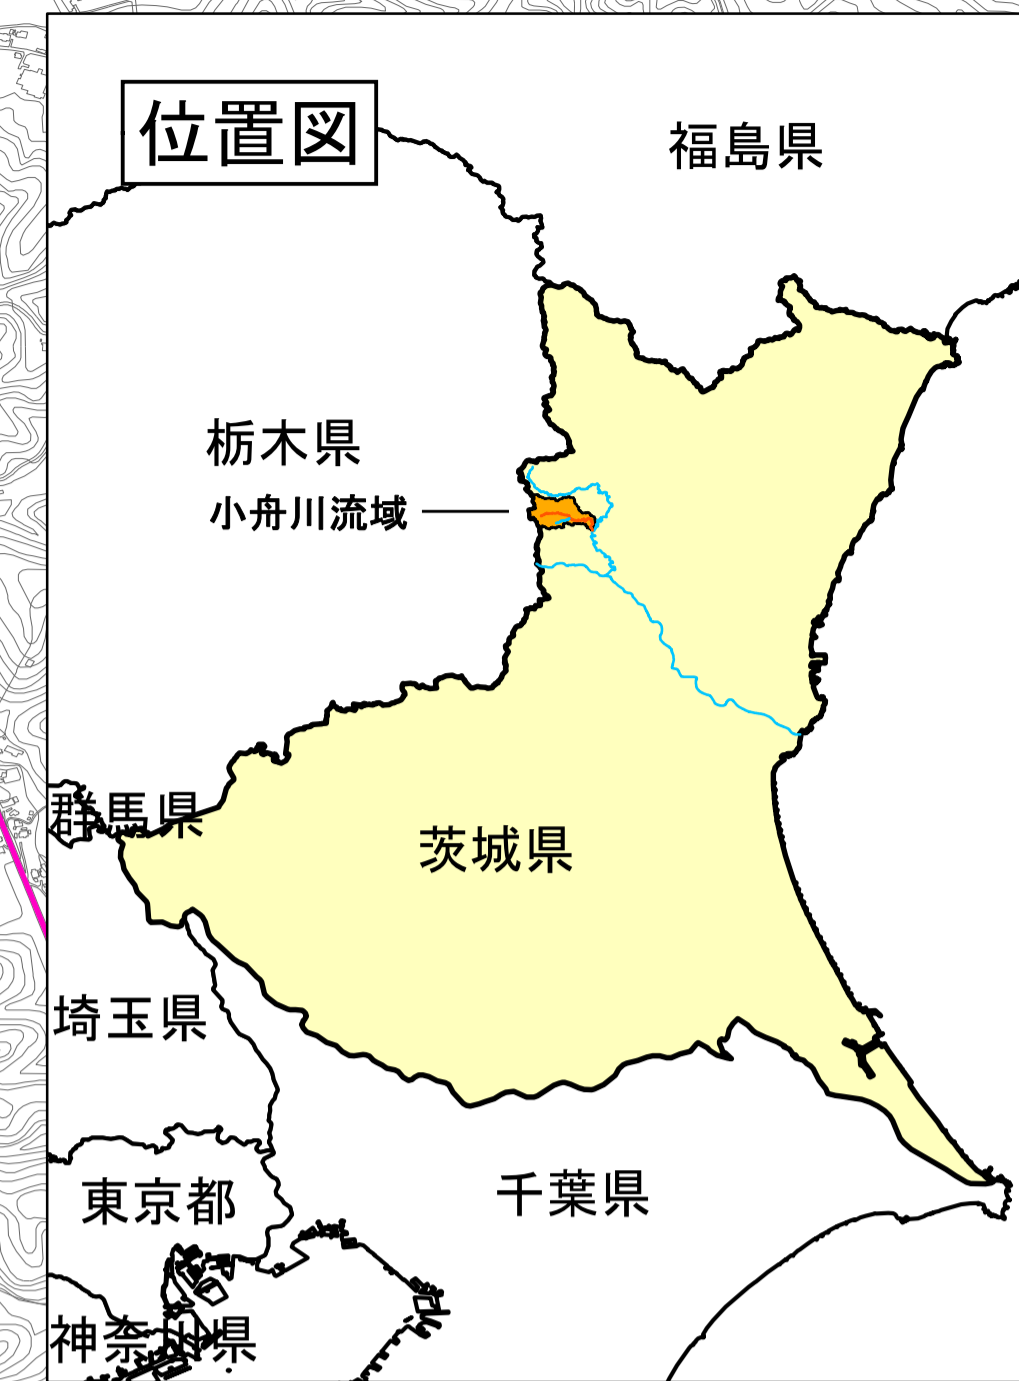 位置図
福島県
栃木県
小舟川流域
群馬県
茨城県
埼玉県
東京都
千葉県
神奈川県